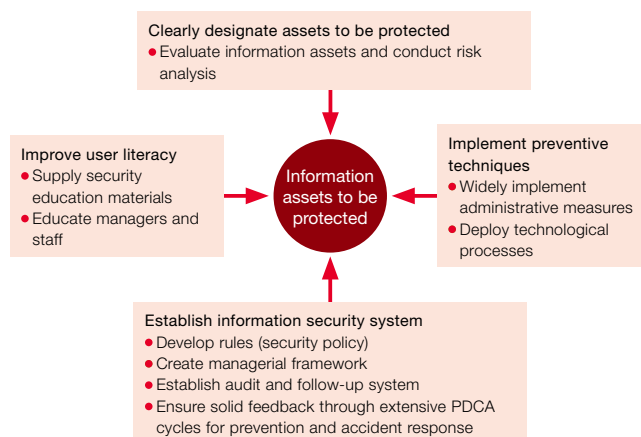 Clearly designate assets to be protected
● Evaluate information assets and conduct risk
analysis
Improve user literacy
● Supply security
education materials
● Educate managers and
staff
Information
assets to be
protected
Implement preventive
techniques
● Widely implement
administrative measures
● Deploy technological
processes
Establish information security system
● Develop rules (security policy)
● Create managerial framework
● Establish audit and follow-up system
● Ensure solid feedback through extensive PDCA
cycles for prevention and accident response